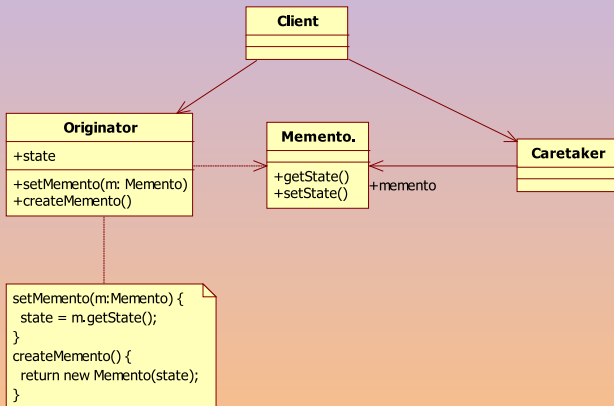 Client
Originator
+state
+setMemento(m: Memento)
+createMemento()
Memento.
+getState()
+setState()
+memento
Caretaker
setMemento(m:Memento) {
state = m.getState();
}
createMemento() {
return new Memento(state);
}